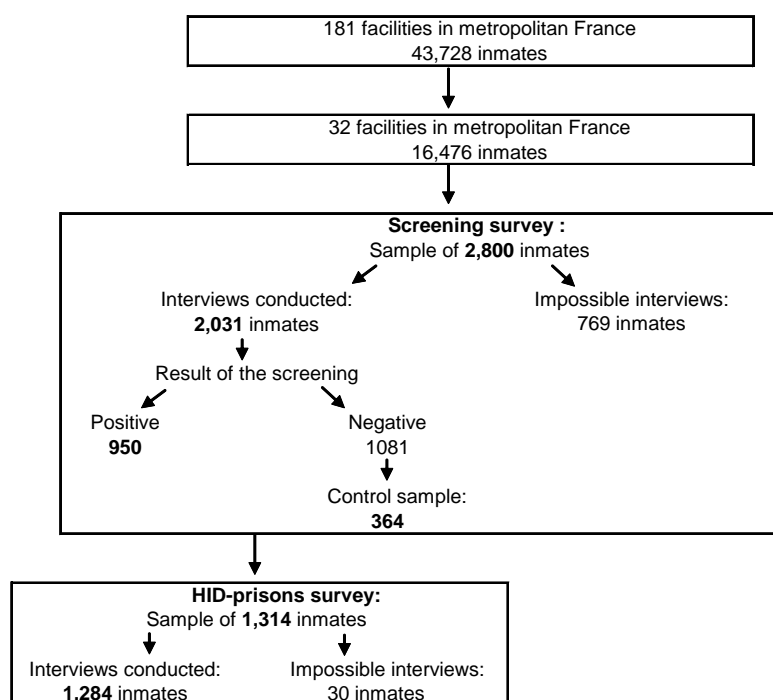 181 facilities in metropolitan France
43,728 inmates
32 facilities in metropolitan France
16,476 inmates
Screening survey :
Sample of 2,800 inmates
Interviews conducted:
2,031 inmates
Impossible interviews:
769 inmates
Result of the screening
Positive
950
Negative
1081
Control sample:
364
HID-prisons survey:
Sample of 1,314 inmates
Interviews conducted:
1,284 inmates
Impossible interviews:
30 inmates